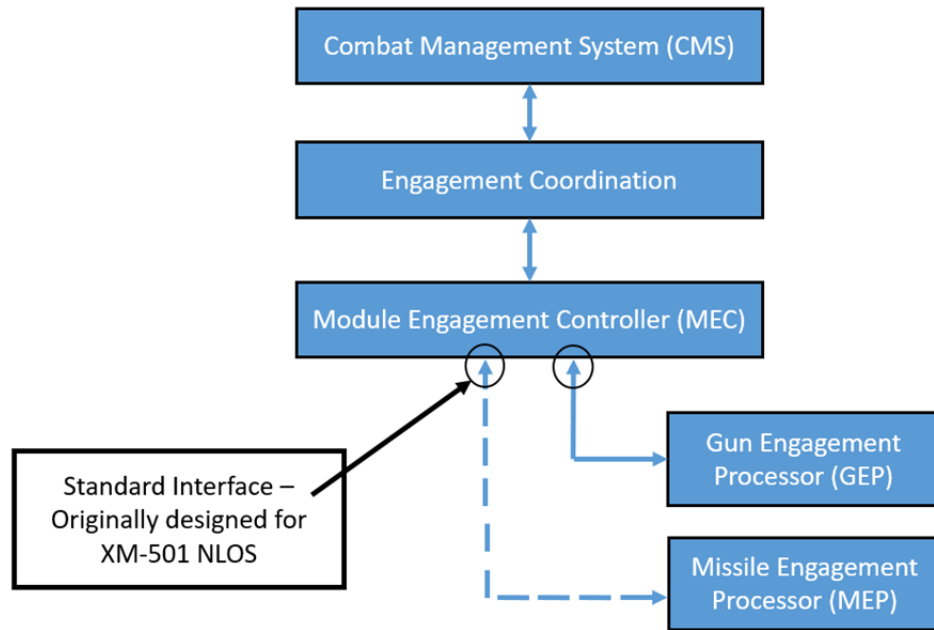 Combat Management System (CMS)
Engagement Coordination
Module Engagement Controller (MEC)
Standard Interface –
Originally designed for
XM-501 NLOS
Gun Engagement
Processor (GEP)
Missile Engagement
Processor (MEP)